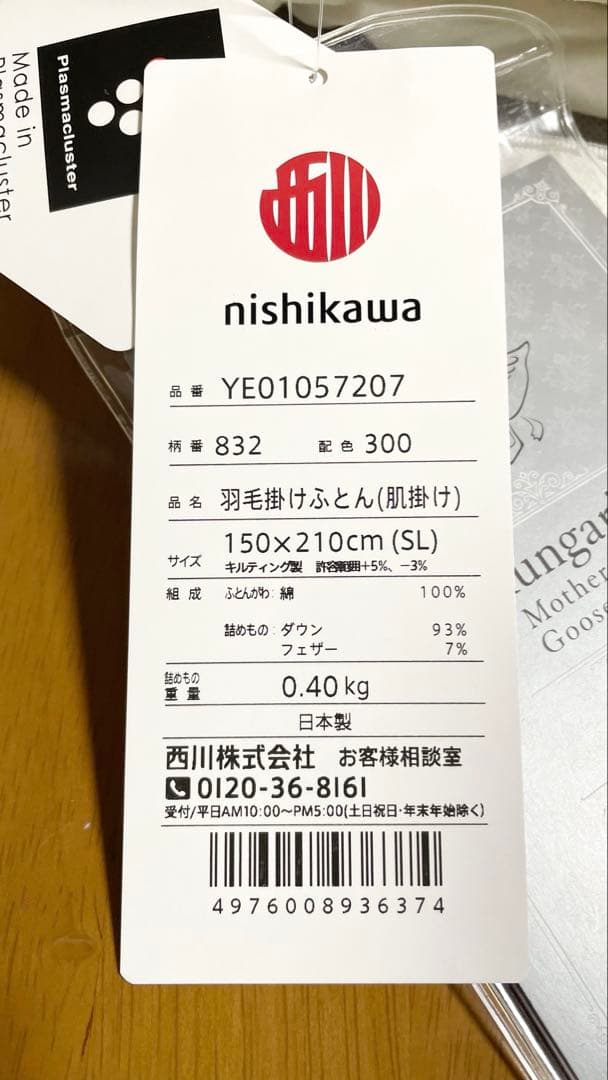 Made in
Plasmacluster
Plasmacluster
西川
nishikawa
品番 YE01057207
柄番 832 配色 300
品名 羽毛掛けふとん(肌掛け)
サイズ 150×210cm (SL)
キルティング製 許容範囲+5%、-3%
組成 ふとんがわ: 綿 100%
詰めもの: ダウン 93%
フェザー 7%
詰めもの
重量 0.40kg
日本製
西川株式会社 お客様相談室
0120-36-8161
受付/平日AM10:00〜PM5:00(土日祝日・年末年始除く)
4976008936374
Mother
Goose